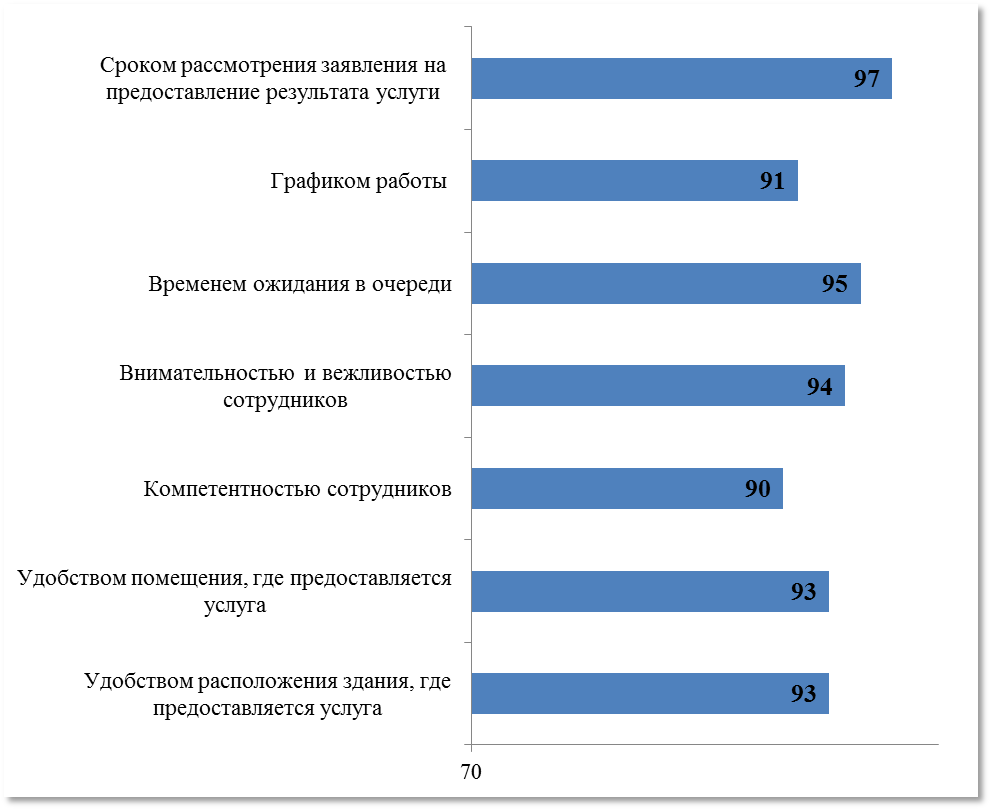 Сроком рассмотрения заявления на
предоставление результата услуги
97
Графиком работы
91
Временем ожидания в очереди
95
Внимательностью и вежливостью
сотрудников
94
Компетентностью сотрудников
90
Удобством помещения, где предоставляется
услуга
93
Удобством расположения здания, где
предоставляется услуга
93
70